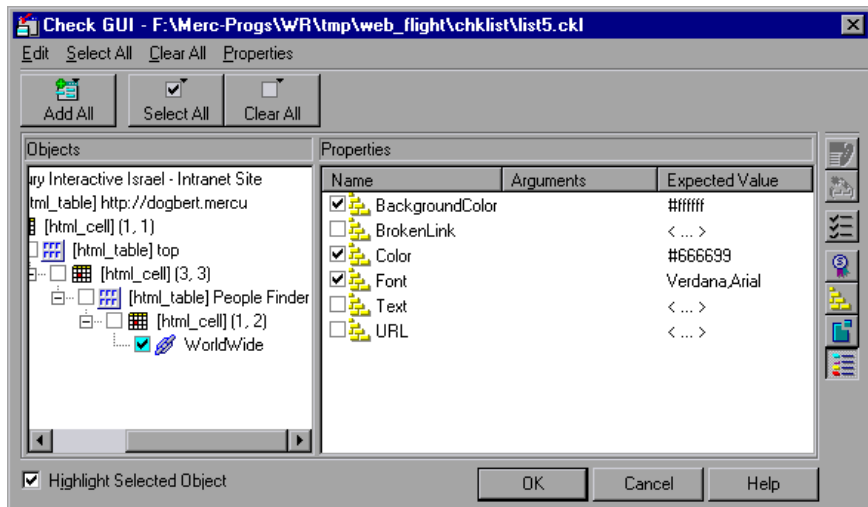 Check GUI - F:\Merc-Progs\WR\tmp\web_flight\chklist\list5.ckl
Edit Select All Clear All Properties
Add All Select All Clear All
Objects
ury Interactive Israel - Intranet Site
tml_table] http://dogbert.mercu
[html_cell] (1, 1)
[html_table] top
[html_cell] (3, 3)
[html_table] People Finder
[html_cell] (1, 2)
WorldWide
Properties
Name Arguments Expected Value
BackgroundColor #ffffff
BrokenLink < ... >
Color #666699
Font Verdana,Arial
Text < ... >
URL < ... >
Highlight Selected Object
OK Cancel Help